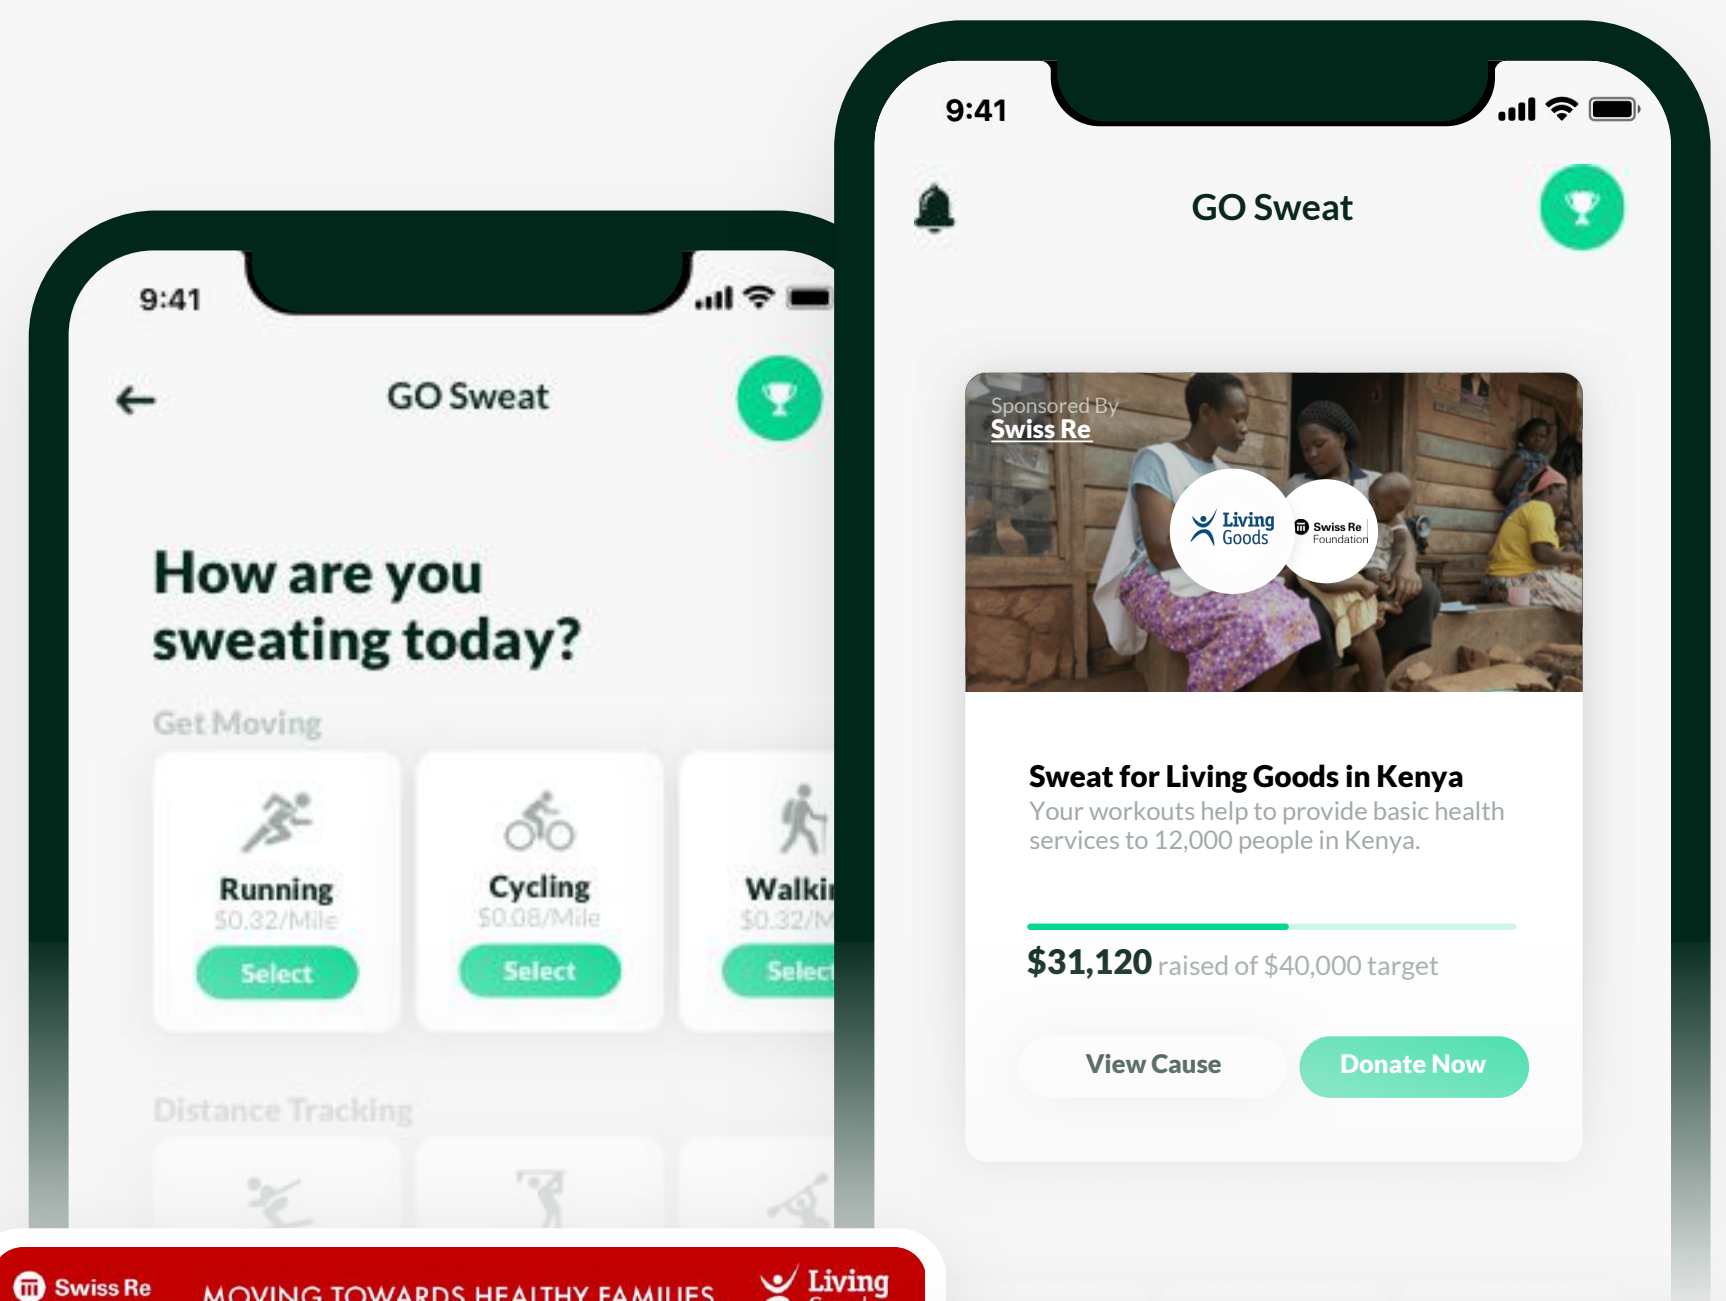 9:41
GO Sweat
How are you
sweating today?
Get Moving
Running
$0.32/Mile
Select
Cycling
$0.08/Mile
Select
$0.32/
Select
Distance Tracking
Swiss Re
MOVING TOWARDS HEALTHY FAMILIES
Living
9:41
GO Sweat
Sponsored By
Swiss Re
Living
Goods
Swiss Re
Foundation
Sweat for Living Goods in Kenya
Your workouts help to provide basic health
services to 12,000 people in Kenya.
$31,120 raised of $40,000 target
View Cause
Donate Now